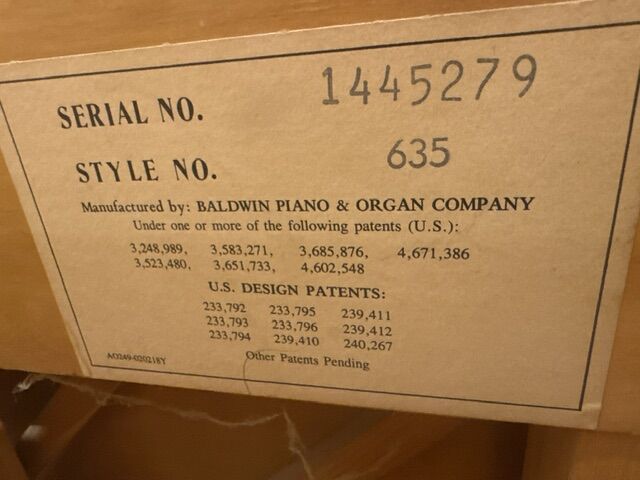 SERIAL NO. 1445279
STYLE NO. 635
Manufactured by: BALDWIN PIANO & ORGAN COMPANY
Under one or more of the following patents (U.S.):
3,248,989, 3,583,271, 3,685,876, 4,671,386
3,523,480, 3,651,733, 4,602,548
U.S. DESIGN PATENTS:
233,792 233,795 239,411
233,793 233,796 239,412
233,794 239,410 240,267
AO249-020218Y Other Patents Pending